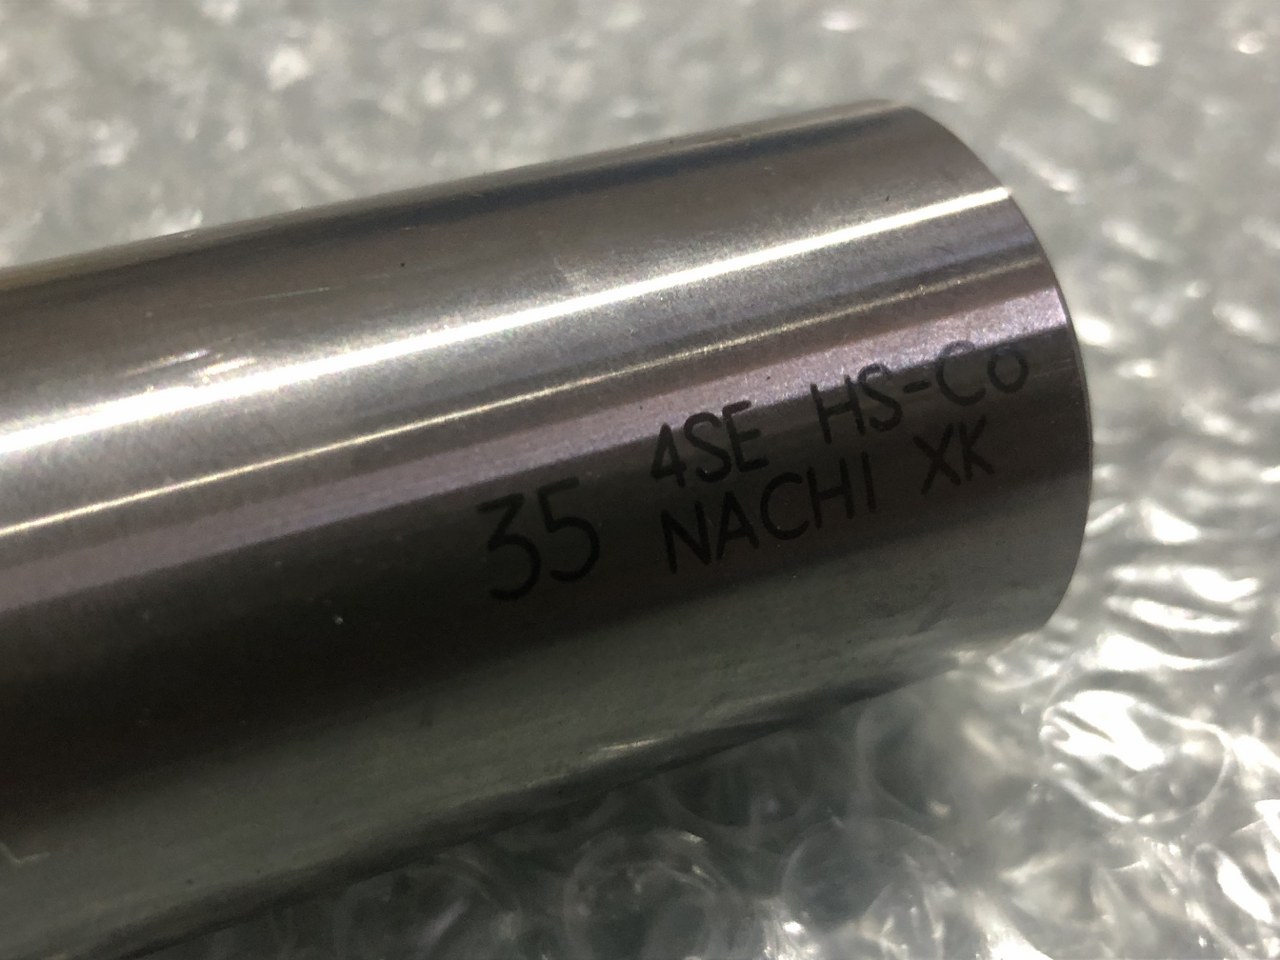 35
4SE HS-Co
NACHI XK